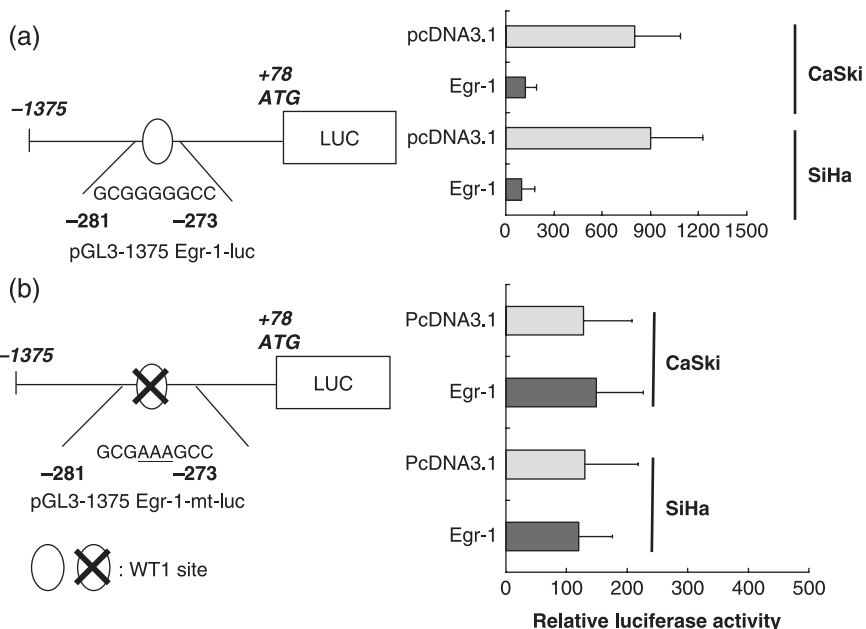 (a)
+78
ATG
–1375
LUC
GCGGGGGCC
–281 –273
pGL3-1375 Egr-1-luc
pcDNA3.1
Egr-1
CaSki
pcDNA3.1
Egr-1
SiHa
0 300 600 900 1200 1500
(b)
+78
ATG
–1375
LUC
GCGAAAGCC
–281 –273
pGL3-1375 Egr-1-mt-luc
: WT1 site
PcDNA3.1
Egr-1
CaSki
PcDNA3.1
Egr-1
SiHa
0 100 200 300 400 500
Relative luciferase activity